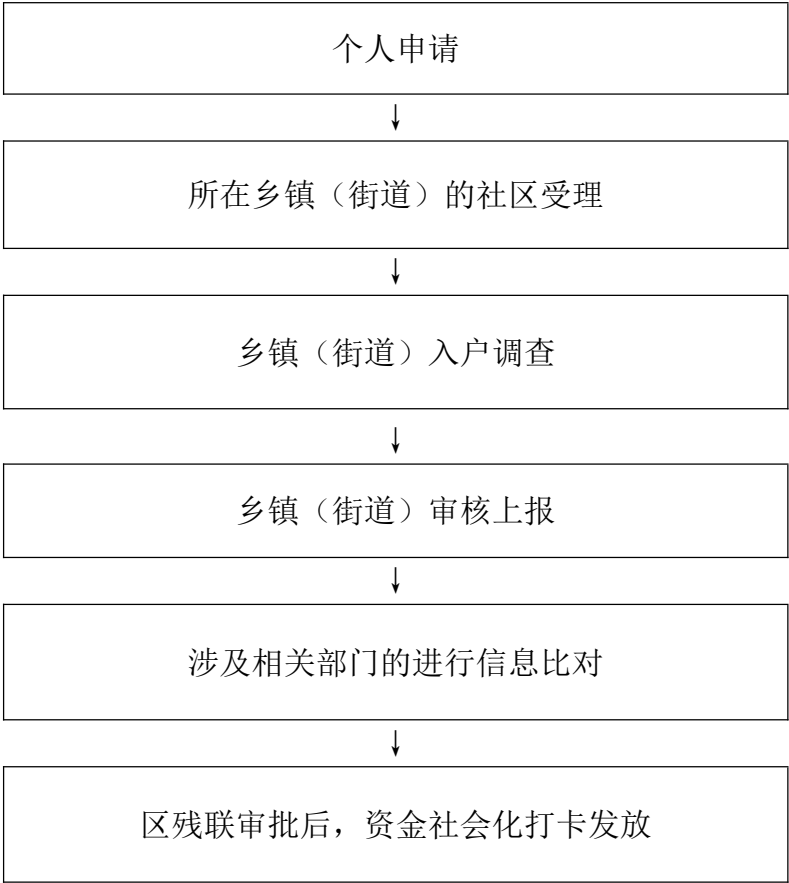 个人申请
所在乡镇（街道）的社区受理
乡镇（街道）入户调查
乡镇（街道）审核上报
涉及相关部门的进行信息比对
区残联审批后，资金社会化打卡发放